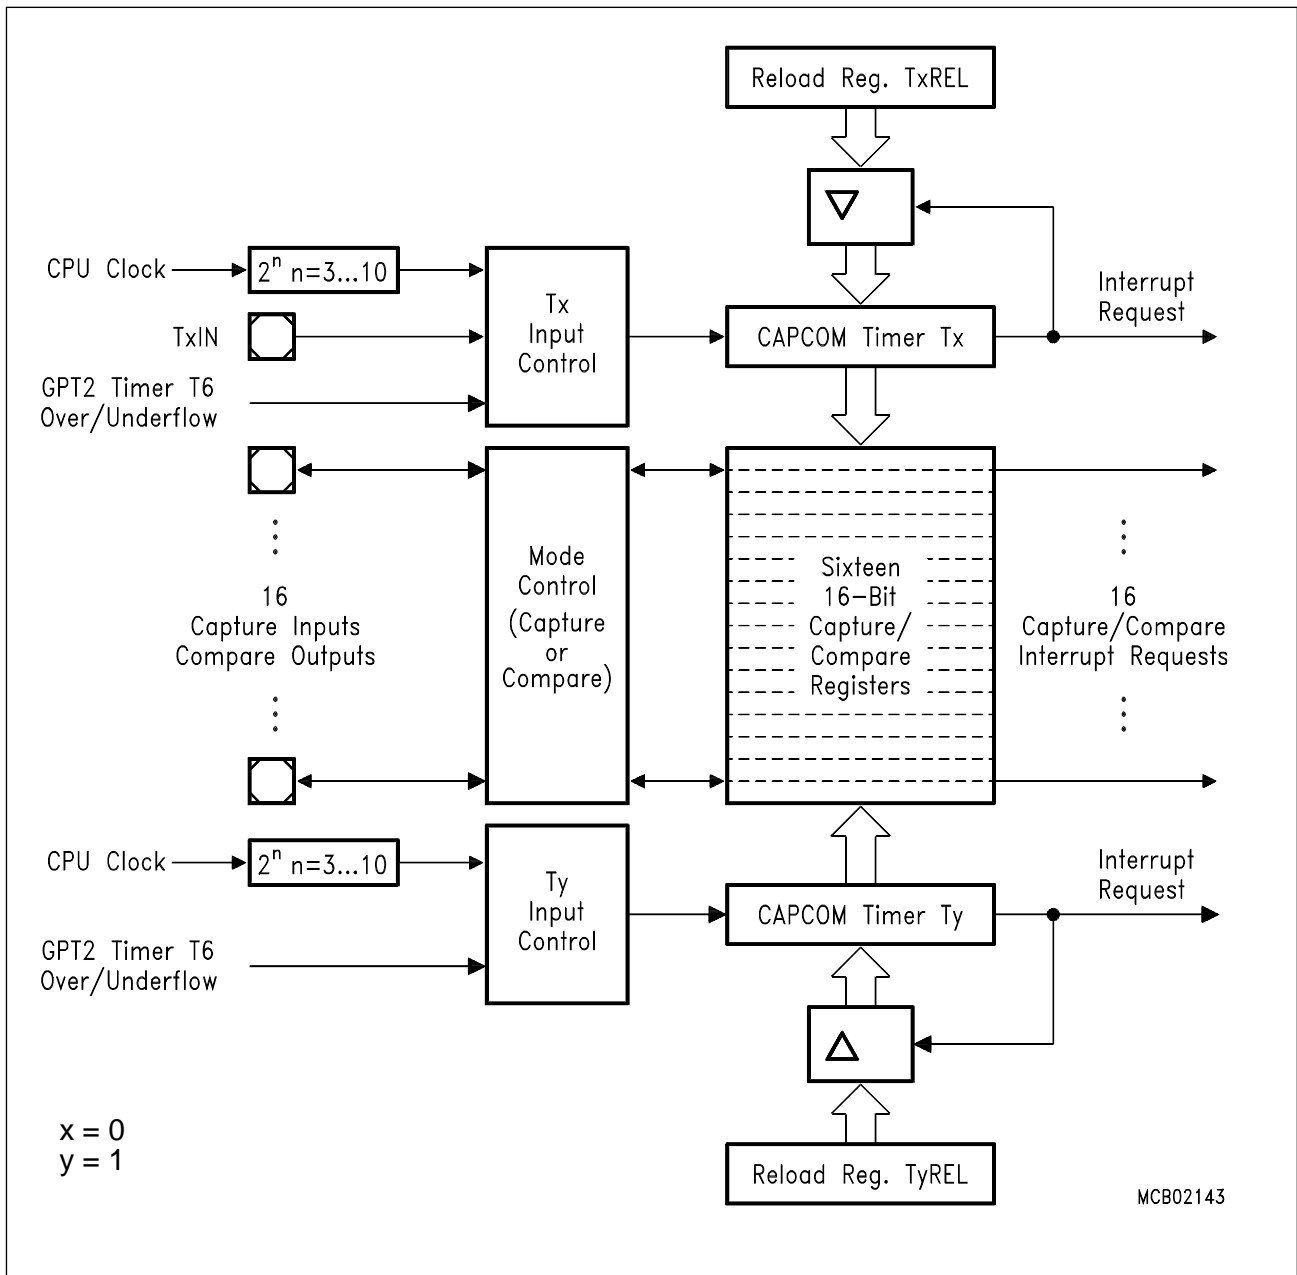 Reload Reg. TxREL
CPU Clock
2ⁿ n=3...10
Tx
Input
Control
TxIN
GPT2 Timer T6
Over/Underflow
CAPCOM Timer Tx
Interrupt
Request
16
Capture Inputs
Compare Outputs
Mode
Control
(Capture
or
Compare)
Sixteen
16-Bit
Capture/
Compare
Registers
16
Capture/Compare
Interrupt Requests
CPU Clock
2ⁿ n=3...10
Ty
Input
Control
GPT2 Timer T6
Over/Underflow
CAPCOM Timer Ty
Interrupt
Request
x = 0
y = 1
Reload Reg. TyREL
MCB02143